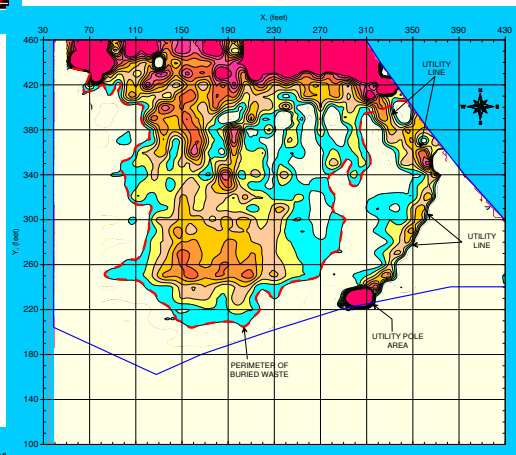 X, (feet)
30 70 110 150 190 230 270 310 350 390 430
460
420
380
340
300
260
220
180
140
100
Y, (feet)
UTILITY
LINE
N
W
S
UTILITY
LINE
UTILITY POLE
AREA
PERIMETER OF
BURIED WASTE